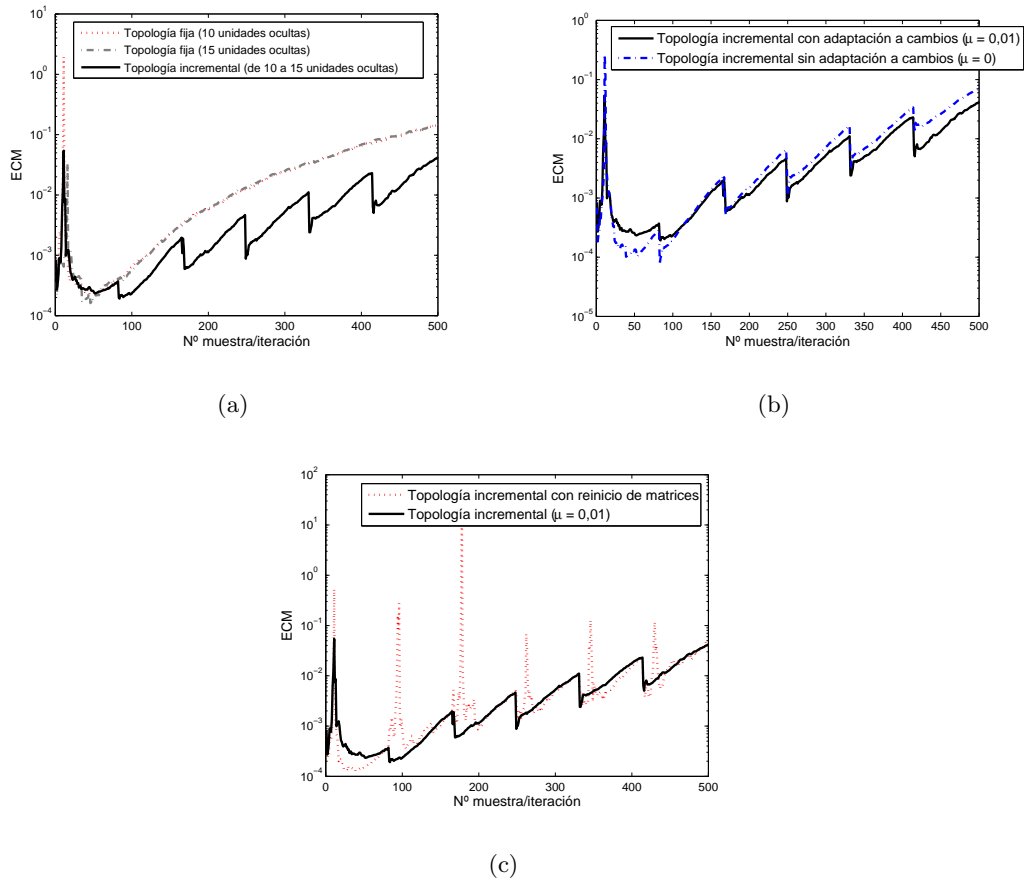 10^1
10^0
10^-1
10^-2
10^-3
10^-4
ECM
0 100 200 300 400 500
Nº muestra/iteración
Topología fija (10 unidades ocultas)
Topología fija (15 unidades ocultas)
Topología incremental (de 10 a 15 unidades ocultas)
(a)
10^0
10^-1
10^-2
10^-3
10^-4
10^-5
ECM
0 50 100 150 200 250 300 350 400 450 500
Nº muestra/iteración
Topología incremental con adaptación a cambios (μ = 0,01)
Topología incremental sin adaptación a cambios (μ = 0)
(b)
10^2
10^1
10^0
10^-1
10^-2
10^-3
10^-4
ECM
0 100 200 300 400 500
Nº muestra/iteración
Topología incremental con reinicio de matrices
Topología incremental (μ = 0,01)
(c)